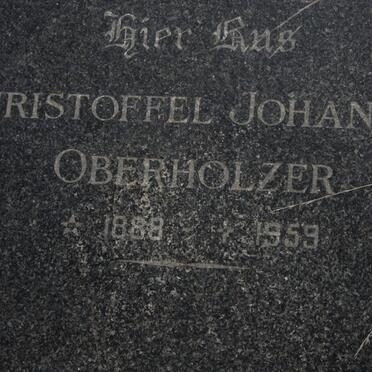 Hier Rus
RISTOFFEL JOHAN
OBERHOLZER
* 1888 - † 1959